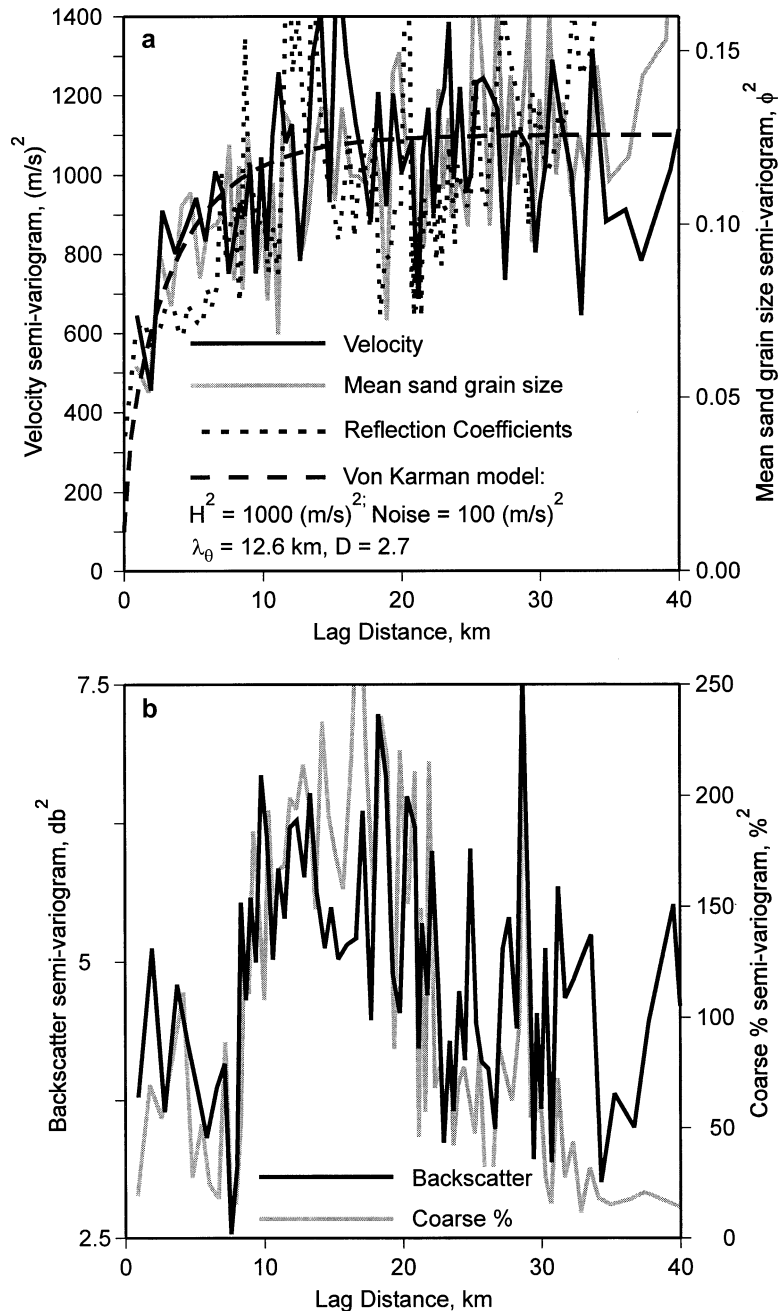 a
1400
1200
1000
800
600
400
200
0
Velocity semi-variogram, (m/s)²
0.15
0.10
0.05
0.00
Mean sand grain size semi-variogram, ϕ²
Velocity
Mean sand grain size
Reflection Coefficients
Von Karman model:
H² = 1000 (m/s)²; Noise = 100 (m/s)²
λθ = 12.6 km, D = 2.7
0 10 20 30 40
Lag Distance, km
b
7.5
5
2.5
Backscatter semi-variogram, db²
250
200
150
100
50
0
Coarse % semi-variogram, %²
Backscatter
Coarse %
0 10 20 30 40
Lag Distance, km